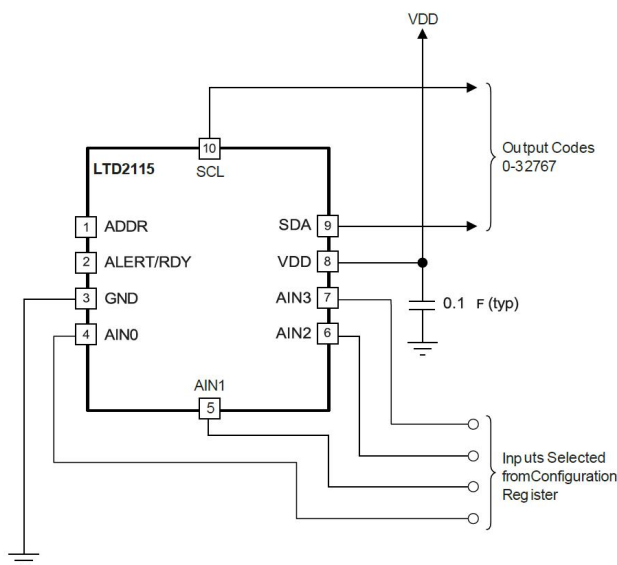 VDD
10
LTD2115
SCL
Output Codes
0-32767
1 ADDR
SDA 9
2 ALERT/RDY
VDD 8
3 GND
AIN3 7
0.1 F (typ)
4 AIN0
AIN2 6
AIN1
5
Inputs Selected
fromConfiguration
Register